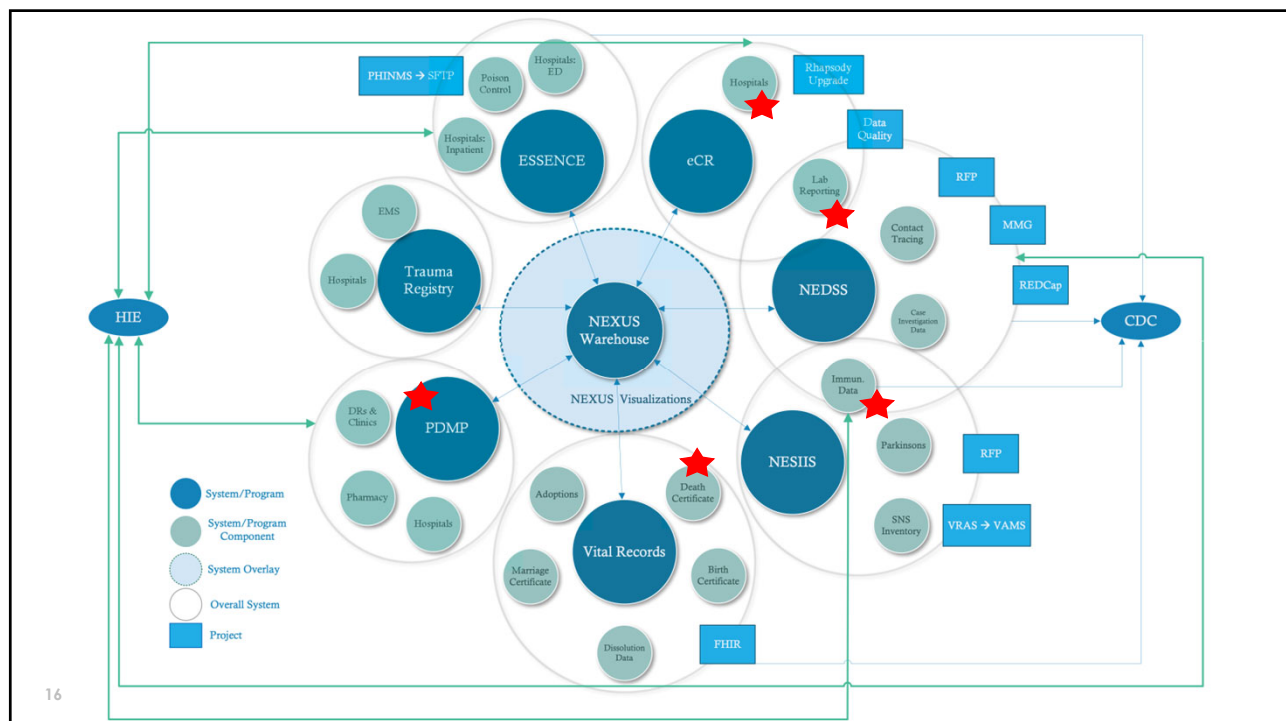 PHINMS → SFTP
Poison
Control
Hospitals:
ED
Hospitals:
Inpatient
ESSENCE
Hospitals
eCR
Rhapsody
Upgrade
Data
Quality
Lab
Reporting
RFP
Contact
Tracing
MMG
NEDSS
REDCap
Case
Investigation
Data
EMS
Hospitals
Trauma
Registry
HIE
NEXUS
Warehouse
NEXUS Visualizations
CDC
DRs &
Clinics
PDMP
Pharmacy
Hospitals
Immun.
Data
Parkinsons
NESIIS
RFP
SNS
Inventory
VRAS → VAMS
Adoptions
Death
Certificate
Vital Records
Marriage
Certificate
Birth
Certificate
Dissolution
Data
FHIR
System/Program
System/Program
Component
System Overlay
Overall System
Project
16